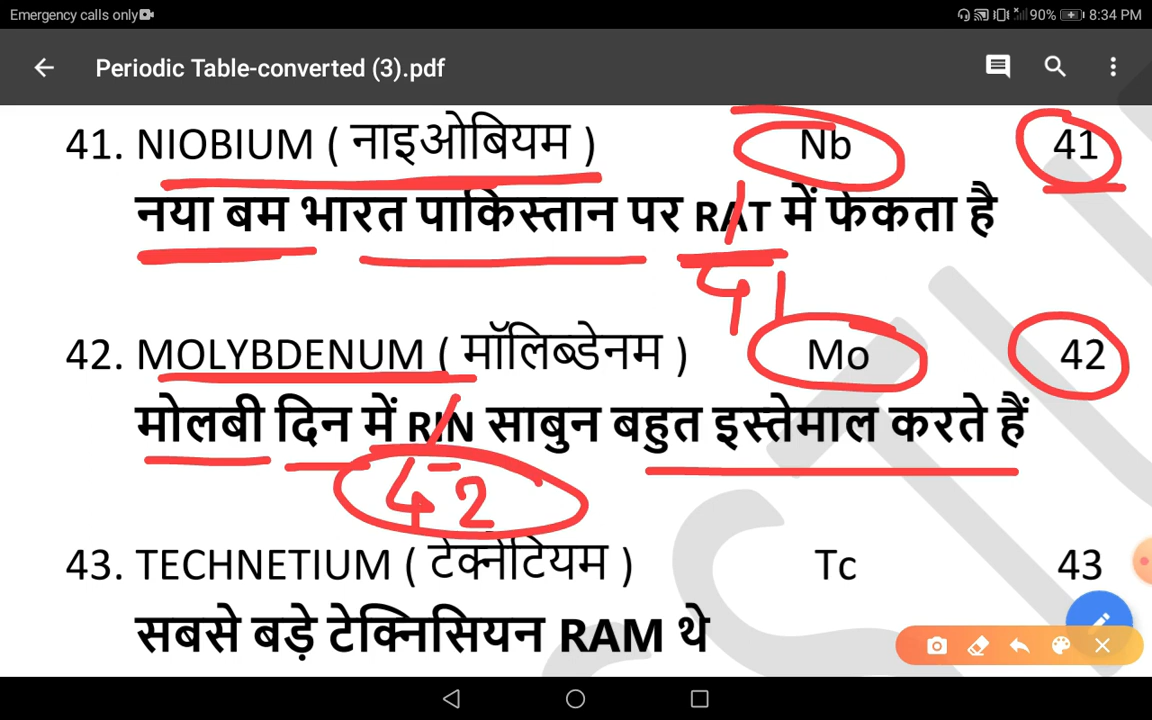 Emergency calls only 90% 8:34 PM
Periodic Table-converted (3).pdf
41. NIOBIUM ( नाइओबियम ) Nb 41
नया बम भारत पाकिस्तान पर RAT में फेकता है
41
42. MOLYBDENUM ( मॉलिब्डेनम ) Mo 42
मोलबी दिन में RIN साबुन बहुत इस्तेमाल करते हैं
42
43. TECHNETIUM ( टेक्नेटियम ) Tc 43
सबसे बड़े टेक्निसियन RAM थे